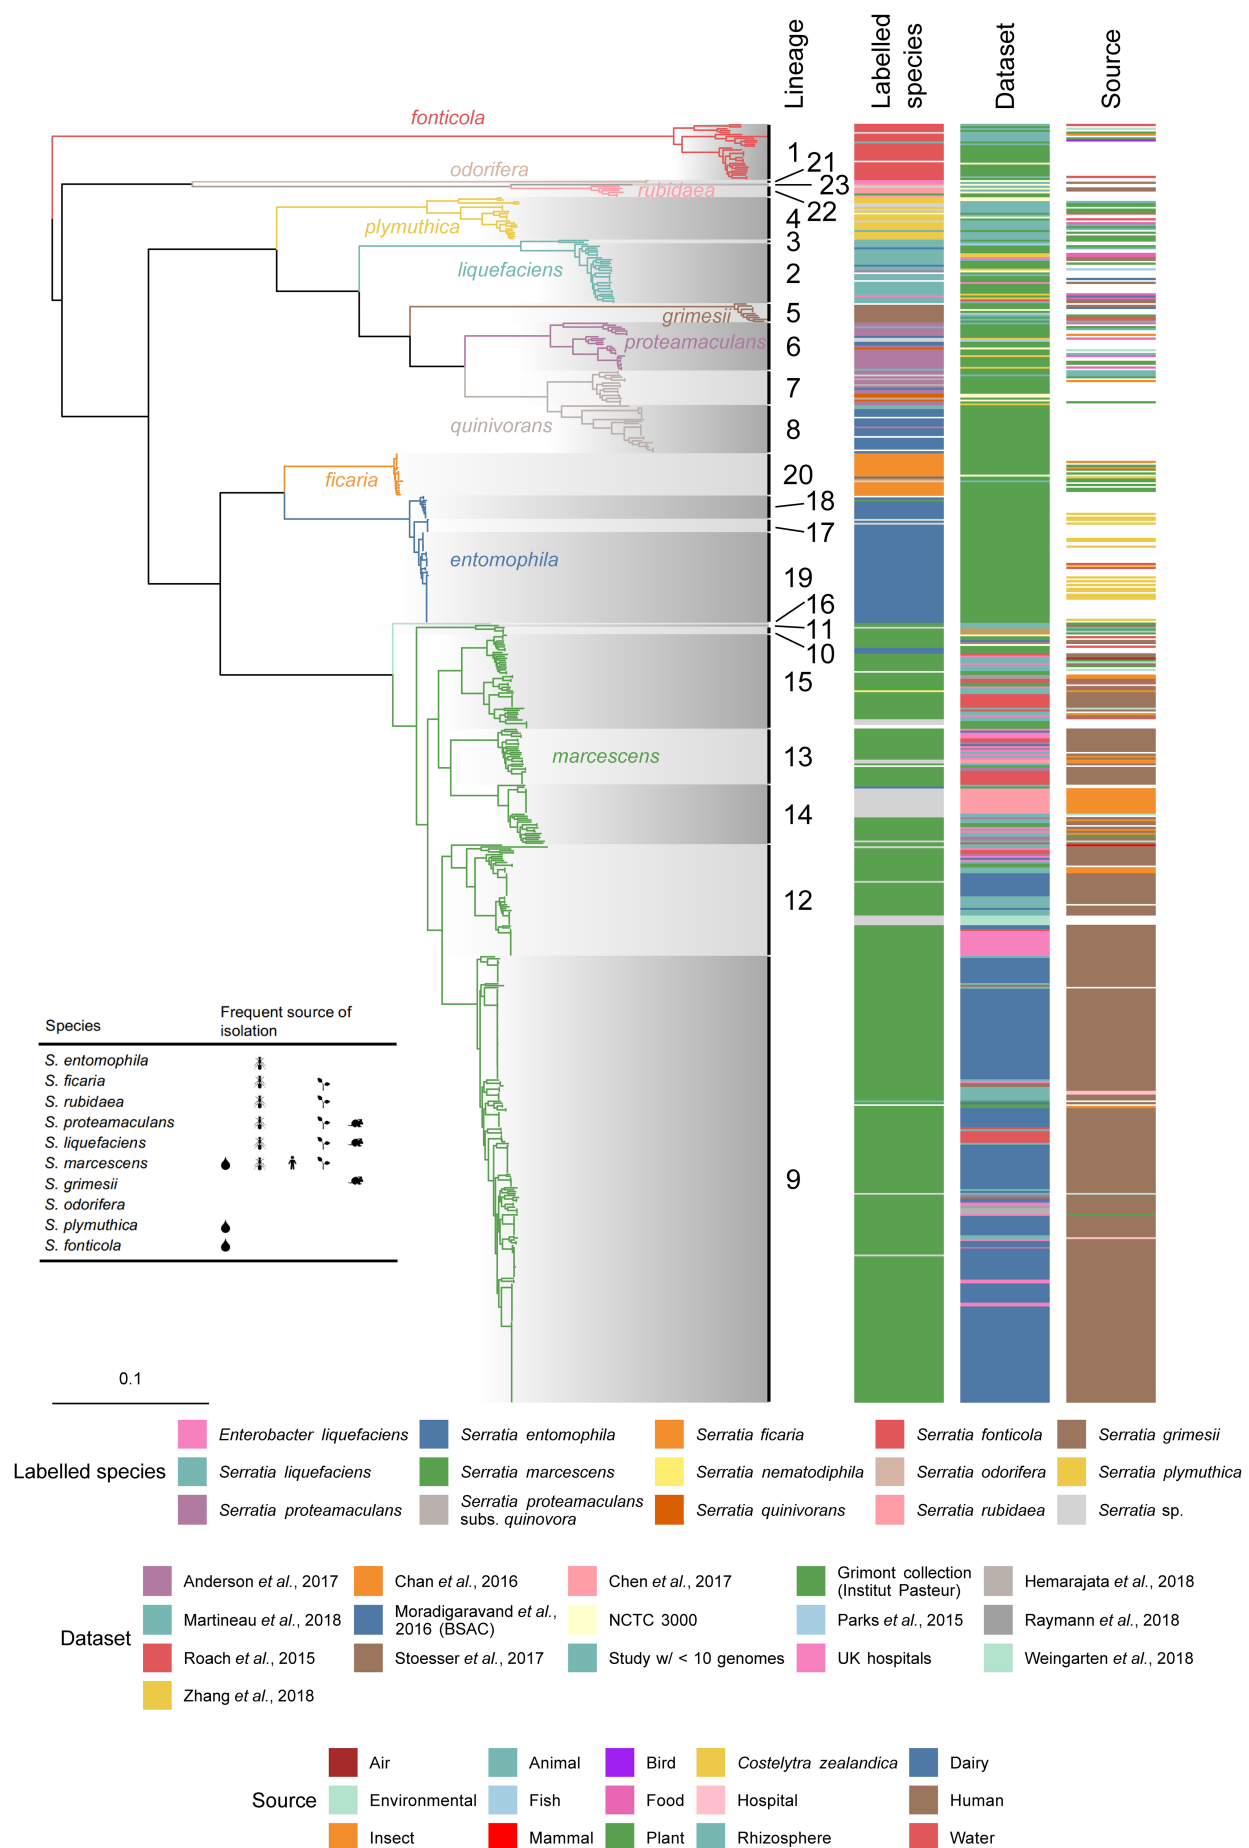 Lineage
Labelled
species
Dataset
Source
fonticola
odorifera
rubidaea
plymuthica
liquefaciens
grimesii
proteamaculans
quinivorans
ficaria
entomophila
marcescens
1
21
23
22
4
3
2
5
6
7
8
20
18
17
19
16
11
10
15
13
14
12
9
Species
Frequent source of
isolation
S. entomophila
S. ficaria
S. rubidaea
S. proteamaculans
S. liquefaciens
S. marcescens
S. grimesii
S. odorifera
S. plymuthica
S. fonticola
0.1
Labelled species
Enterobacter liquefaciens
Serratia entomophila
Serratia ficaria
Serratia fonticola
Serratia grimesii
Serratia liquefaciens
Serratia marcescens
Serratia nematodiphila
Serratia odorifera
Serratia plymuthica
Serratia proteamaculans
Serratia proteamaculans
subs. quinovora
Serratia quinivorans
Serratia rubidaea
Serratia sp.
Dataset
Anderson et al., 2017
Chan et al., 2016
Chen et al., 2017
Grimont collection
(Institut Pasteur)
Hemarajata et al., 2018
Martineau et al., 2018
Moradigaravand et al.,
2016 (BSAC)
NCTC 3000
Parks et al., 2015
Raymann et al., 2018
Roach et al., 2015
Stoesser et al., 2017
Study w/ < 10 genomes
UK hospitals
Weingarten et al., 2018
Zhang et al., 2018
Source
Air
Animal
Bird
Costelytra zealandica
Dairy
Environmental
Fish
Food
Hospital
Human
Insect
Mammal
Plant
Rhizosphere
Water